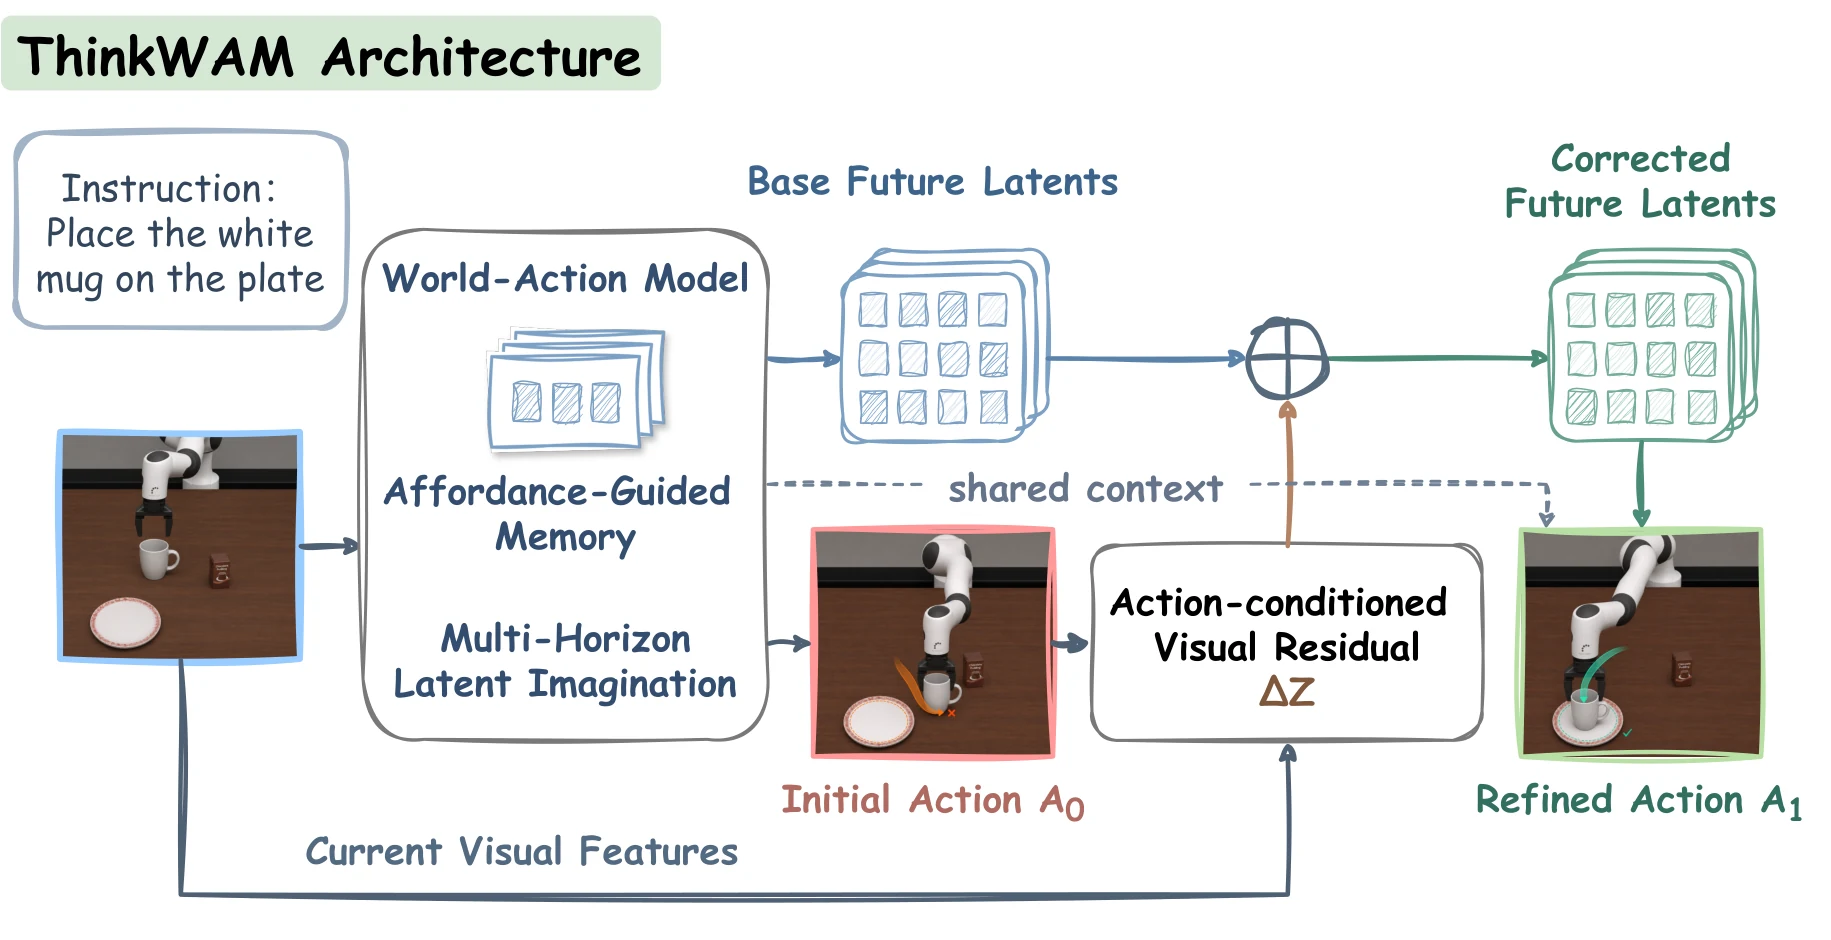 ThinkWAM Architecture
Instruction:
Place the white
mug on the plate
World-Action Model
Affordance-Guided
Memory
Multi-Horizon
Latent Imagination
Base Future Latents
Corrected
Future Latents
shared context
Initial Action A₀
Action-conditioned
Visual Residual
ΔZ
Refined Action A₁
Current Visual Features